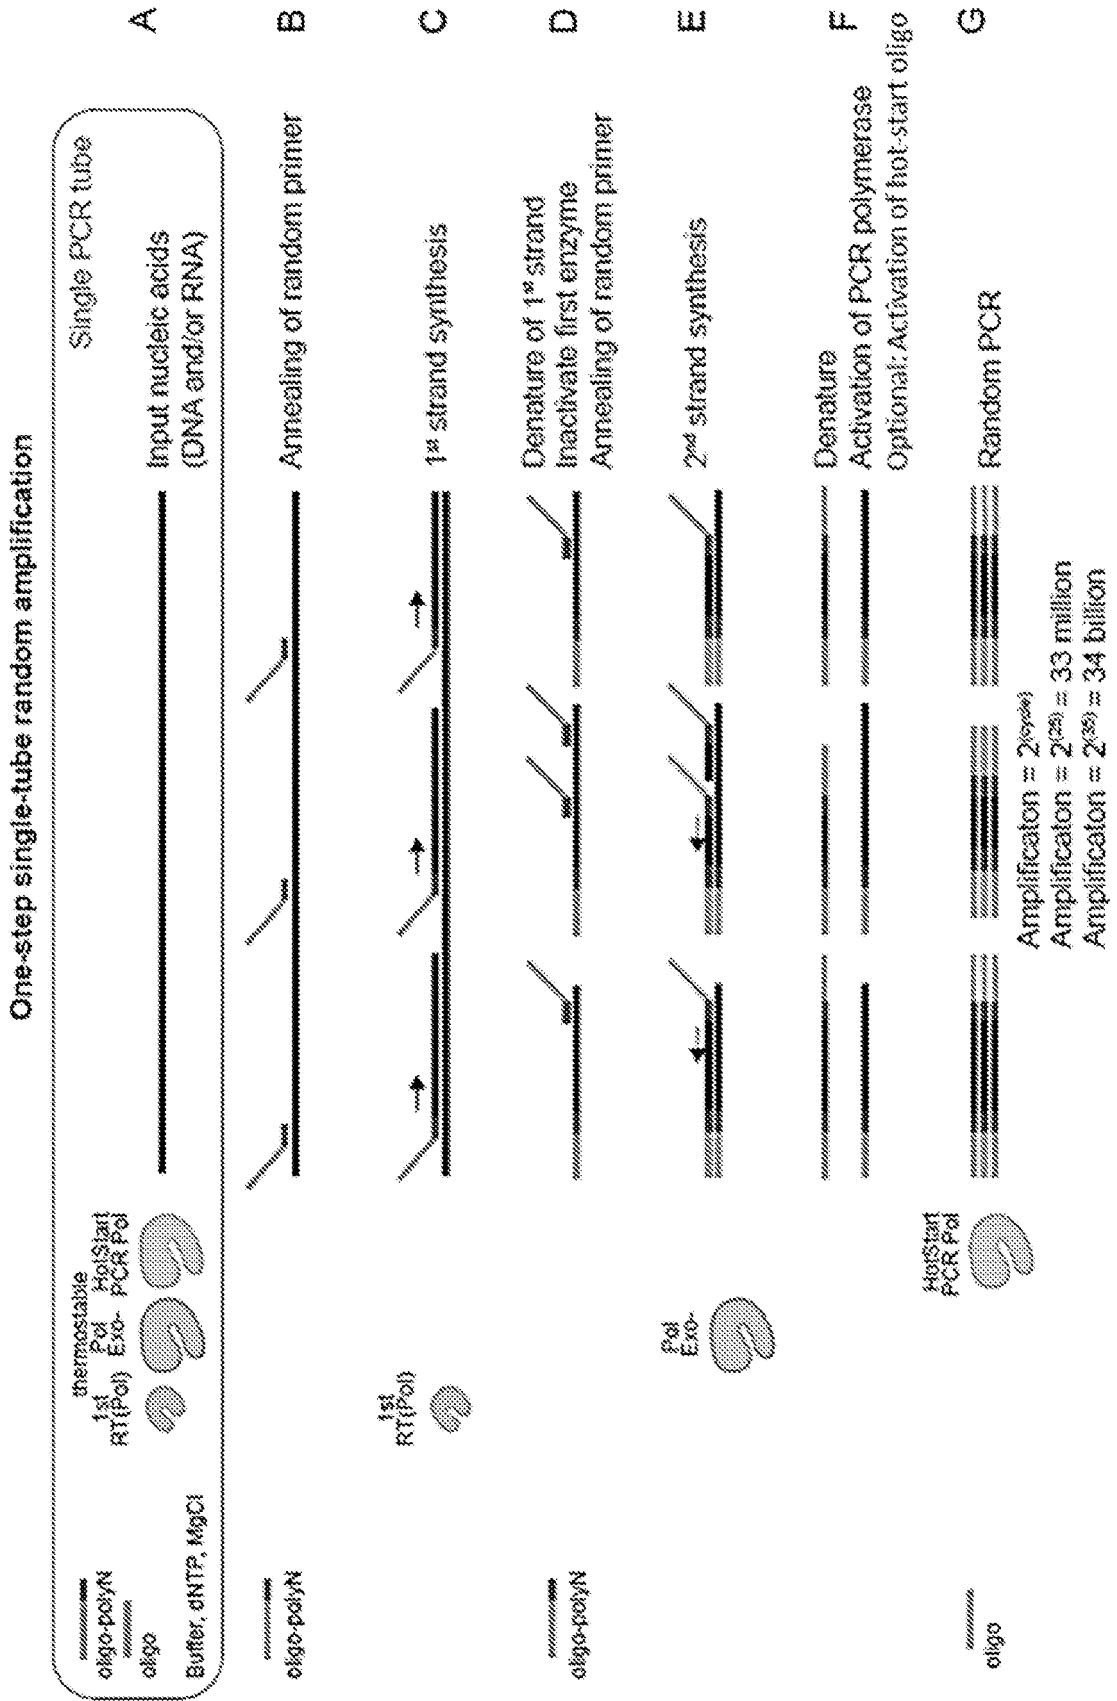 One-step single-tube random amplification
Single PCR tube
oligo-polyN
oligo
Buffer, dNTP, MgCl
thermostable
1st
RT(Pol)
Pol
Exo-
HotStart
PCR Pol
Input nucleic acids
(DNA and/or RNA)
A
oligo-polyN
Annealing of random primer
B
1st
RT(Pol)
1st strand synthesis
C
oligo-polyN
Denature of 1st strand
Inactivate first enzyme
Annealing of random primer
D
Pol
Exo-
2nd strand synthesis
E
Denature
Activation of PCR polymerase
Optional: Activation of hot-start oligo
F
oligo
HotStart
PCR Pol
Random PCR
G
Amplificaton = 2(cycle)
Amplificaton = 2(25) = 33 million
Amplificaton = 2(35) = 34 billion